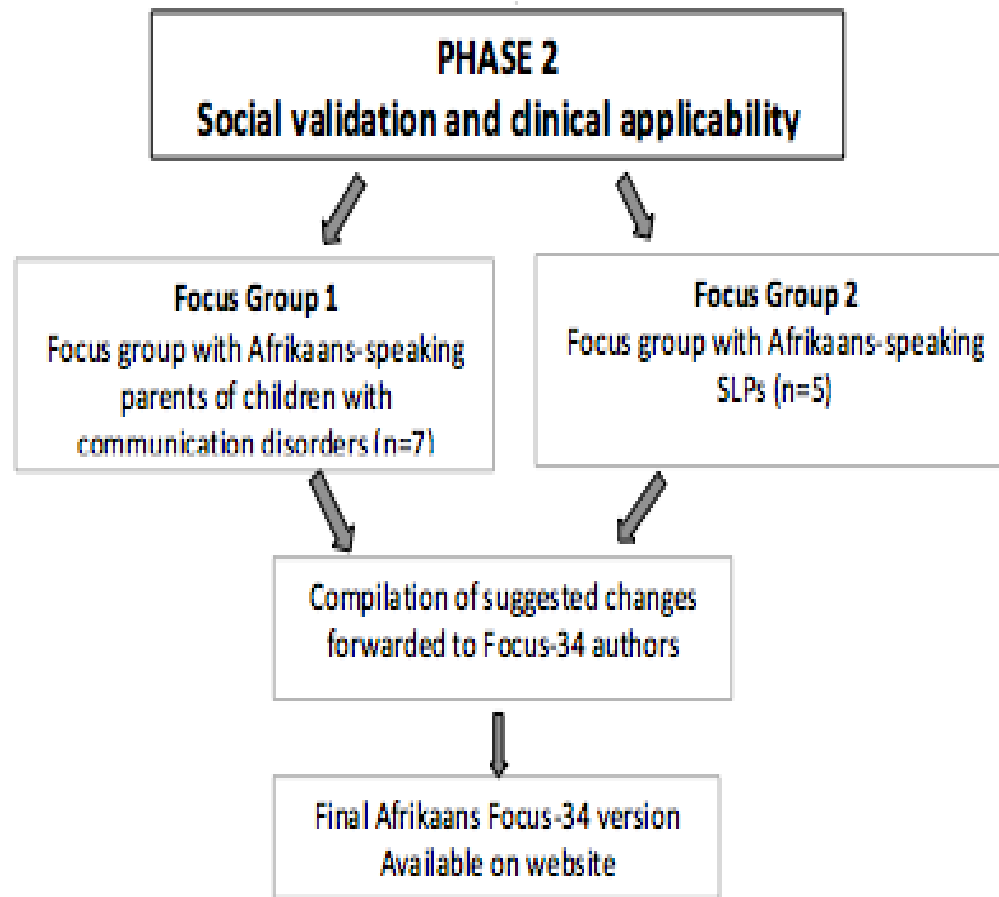 PHASE 2
Social validation and clinical applicability
Focus Group 1
Focus group with Afrikaans-speaking
parents of children with
communication disorders (n=7)
Focus Group 2
Focus group with Afrikaans-speaking
SLPs (n=5)
Compilation of suggested changes
forwarded to Focus-34 authors
Final Afrikaans Focus-34 version
Available on website